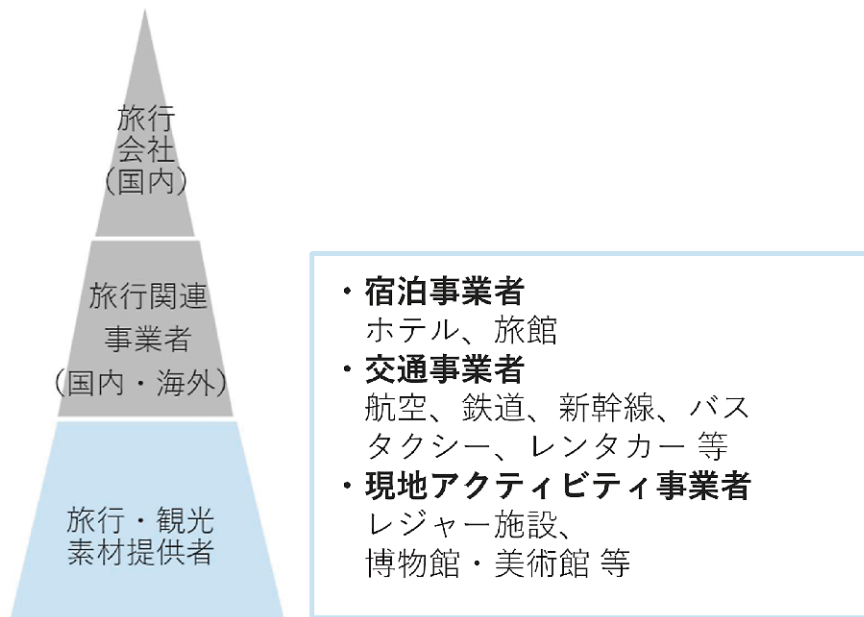 旅行
会社
（国内）
旅行関連
事業者
（国内・海外）
旅行・観光
素材提供者
・宿泊事業者
ホテル、旅館
・交通事業者
航空、鉄道、新幹線、バス
タクシー、レンタカー 等
・現地アクティビティ事業者
レジャー施設、
博物館・美術館 等